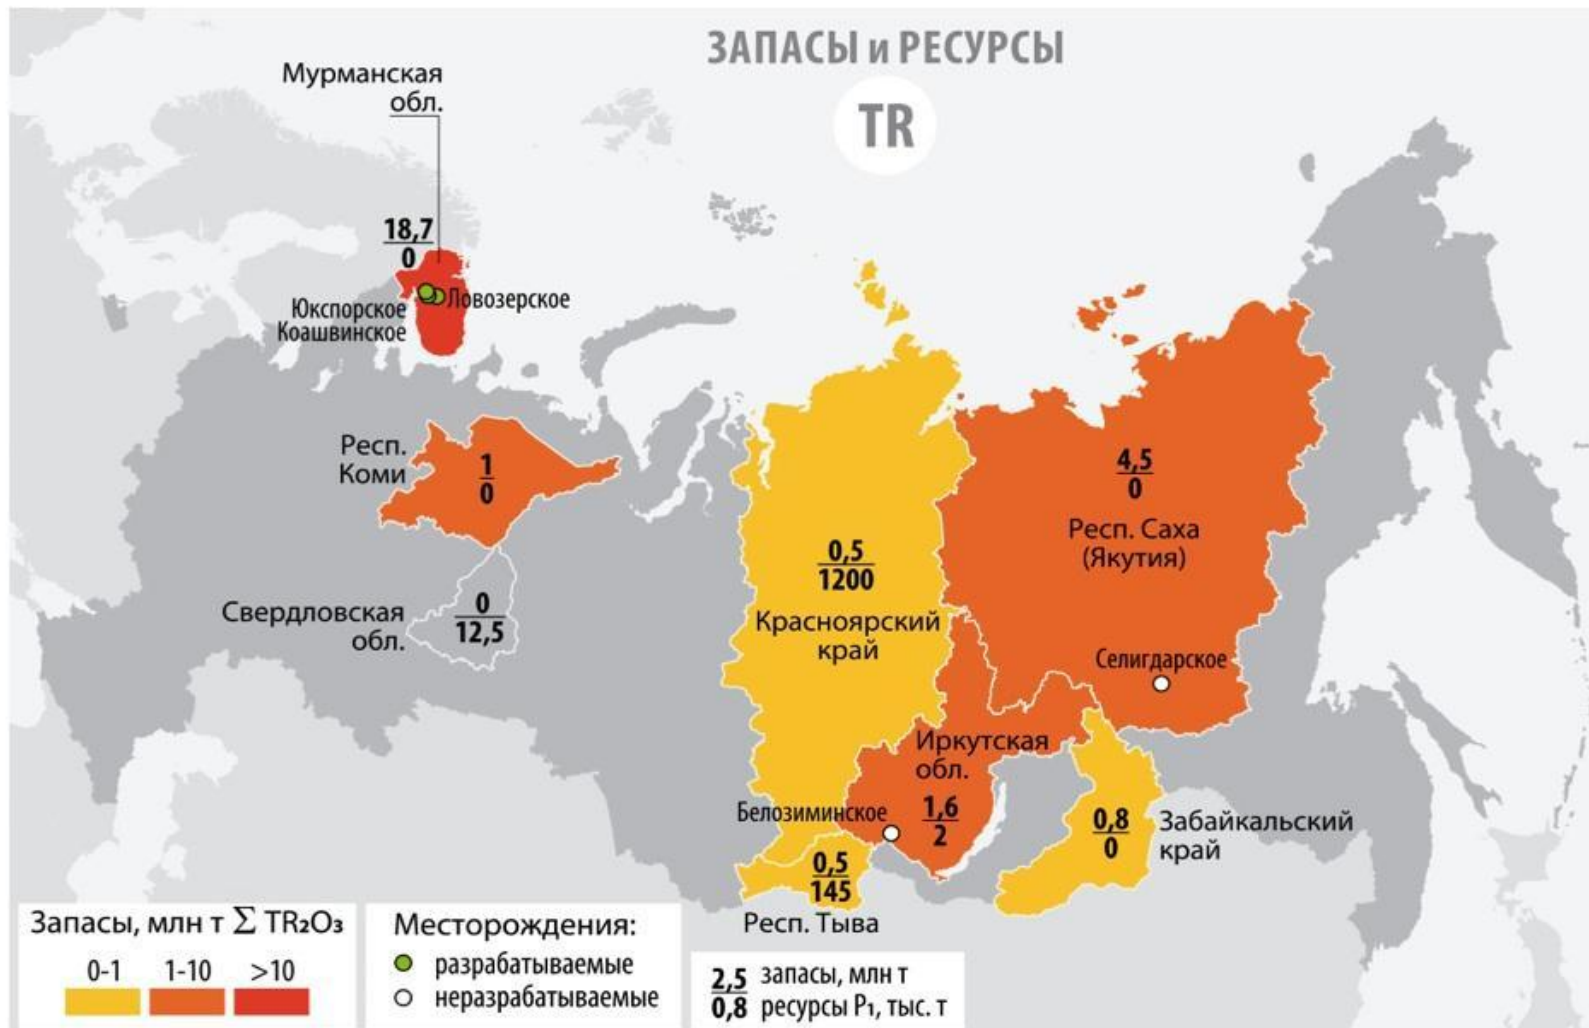 ЗАПАСЫ и РЕСУРСЫ
TR
Мурманская
обл.
18,7
0
Юкспорское
Коашвинское
Ловозерское
Респ.
Коми
1
0
Свердловская
обл.
0
12,5
0,5
1200
Красноярский
край
4,5
0
Респ. Саха
(Якутия)
Селигдарское
Иркутская
обл.
1,6
2
Белозиминское
0,5
145
Респ. Тыва
0,8
0
Забайкальский
край
Запасы, млн т Σ TR₂O₃
0-1 1-10 >10
Месторождения:
разрабатываемые
неразрабатываемые
2,5 запасы, млн т
0,8 ресурсы P₁, тыс. т